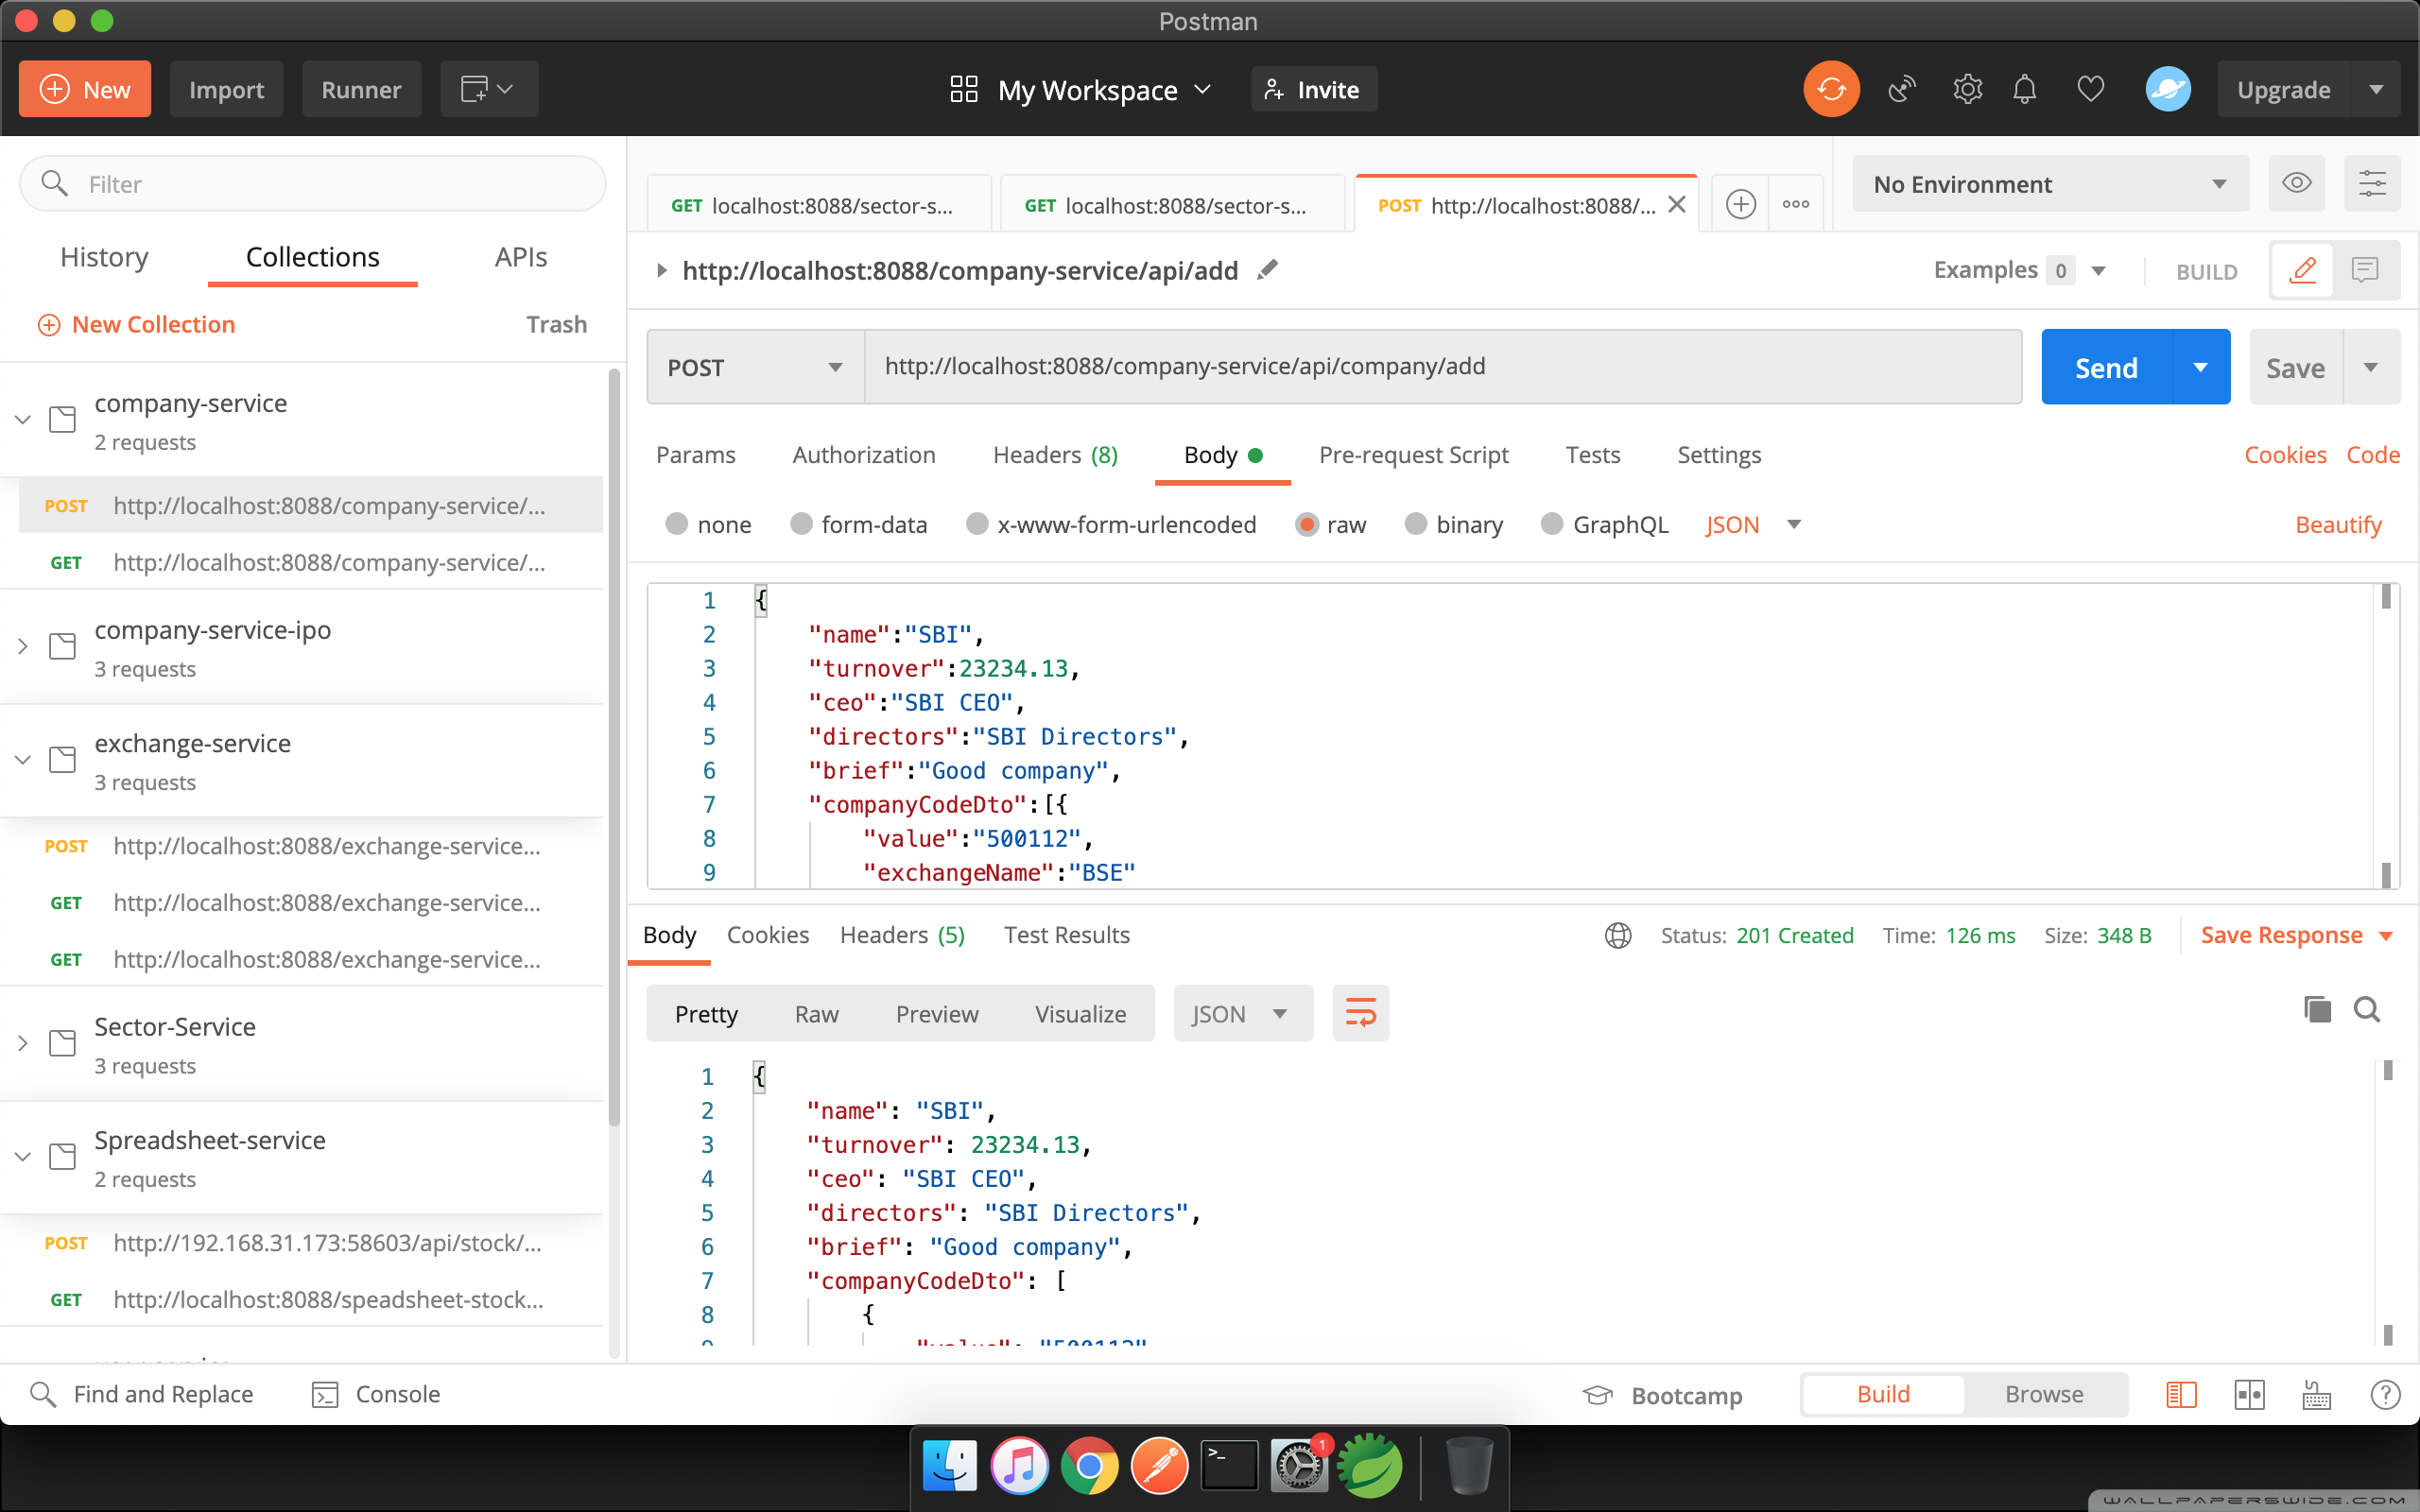 Postman
New Import Runner My Workspace Invite Upgrade
Filter
History Collections APIs
New Collection Trash
company-service
2 requests
POST http://localhost:8088/company-service/...
GET http://localhost:8088/company-service/...
company-service-ipo
3 requests
exchange-service
3 requests
POST http://localhost:8088/exchange-service...
GET http://localhost:8088/exchange-service...
GET http://localhost:8088/exchange-service...
Sector-Service
3 requests
Spreadsheet-service
2 requests
POST http://192.168.31.173:58603/api/stock/...
GET http://localhost:8088/speadsheet-stock...
GET localhost:8088/sector-s... GET localhost:8088/sector-s... POST http://localhost:8088/... No Environment
http://localhost:8088/company-service/api/add Examples 0 BUILD
POST http://localhost:8088/company-service/api/company/add Send Save
Params Authorization Headers (8) Body Pre-request Script Tests Settings Cookies Code
none form-data x-www-form-urlencoded raw binary GraphQL JSON Beautify
1 {
2 "name":"SBI",
3 "turnover":23234.13,
4 "ceo":"SBI CEO",
5 "directors":"SBI Directors",
6 "brief":"Good company",
7 "companyCodeDto":[{
8 "value":"500112",
9 "exchangeName":"BSE"
Body Cookies Headers (5) Test Results Status: 201 Created Time: 126 ms Size: 348 B Save Response
Pretty Raw Preview Visualize JSON
1 {
2 "name": "SBI",
3 "turnover": 23234.13,
4 "ceo": "SBI CEO",
5 "directors": "SBI Directors",
6 "brief": "Good company",
7 "companyCodeDto": [
8 {
9 "value": "500112"
Find and Replace Console Bootcamp Build Browse
1
WALLPAPERSWIDE.COM